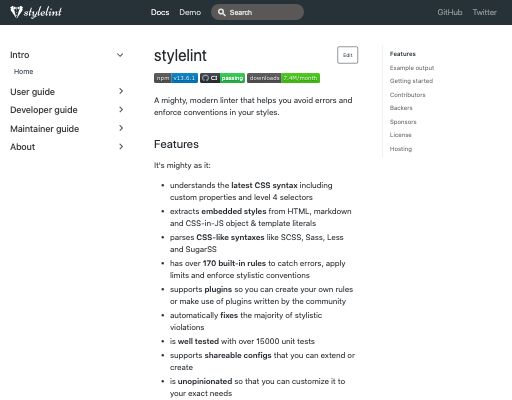 stylelint
Docs Demo Search GitHub Twitter
Intro
Home
User guide
Developer guide
Maintainer guide
About
stylelint
Edit
npm v13.6.1 CI passing downloads 7.4M/month
A mighty, modern linter that helps you avoid errors and
enforce conventions in your styles.
Features
It's mighty as it:
• understands the latest CSS syntax including
custom properties and level 4 selectors
• extracts embedded styles from HTML, markdown
and CSS-in-JS object & template literals
• parses CSS-like syntaxes like SCSS, Sass, Less
and SugarSS
• has over 170 built-in rules to catch errors, apply
limits and enforce stylistic conventions
• supports plugins so you can create your own rules
or make use of plugins written by the community
• automatically fixes the majority of stylistic
violations
• is well tested with over 15000 unit tests
• supports shareable configs that you can extend or
create
• is unopinionated so that you can customize it to
your exact needs
Features
Example output
Getting started
Contributors
Backers
Sponsors
License
Hosting